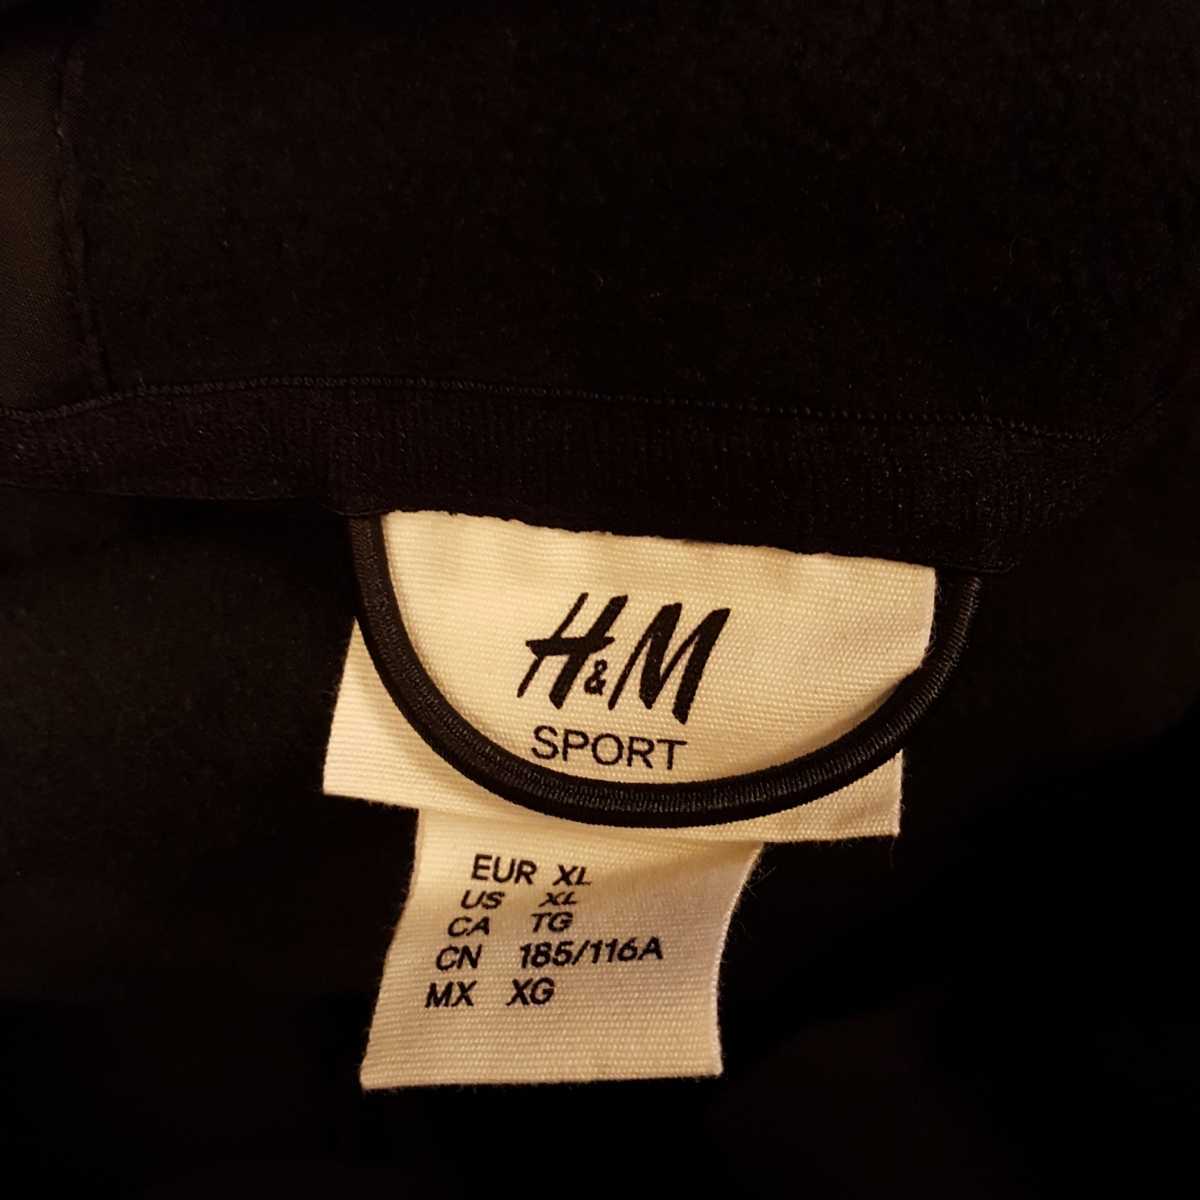 H&M
SPORT
EUR XL
US XL
CA TG
CN 185/116A
MX XG